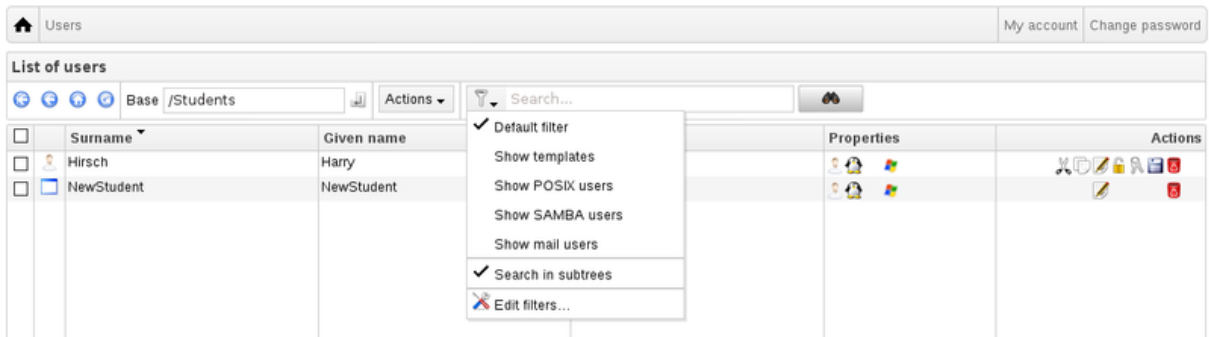 Users My account Change password
List of users
Base /Students Actions Search...
Surname Given name Properties Actions
Hirsch Harry
NewStudent NewStudent
Default filter
Show templates
Show POSIX users
Show SAMBA users
Show mail users
Search in subtrees
Edit filters...